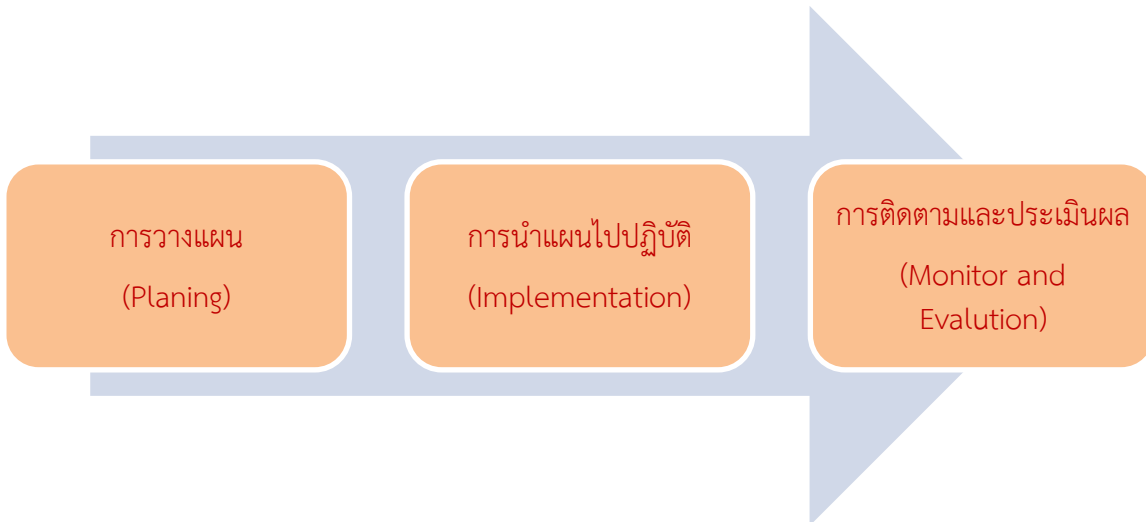 การวางแผน
(Planing)
การนำแผนไปปฏิบัติ
(Implementation)
การติดตามและประเมินผล
(Monitor and
Evalution)